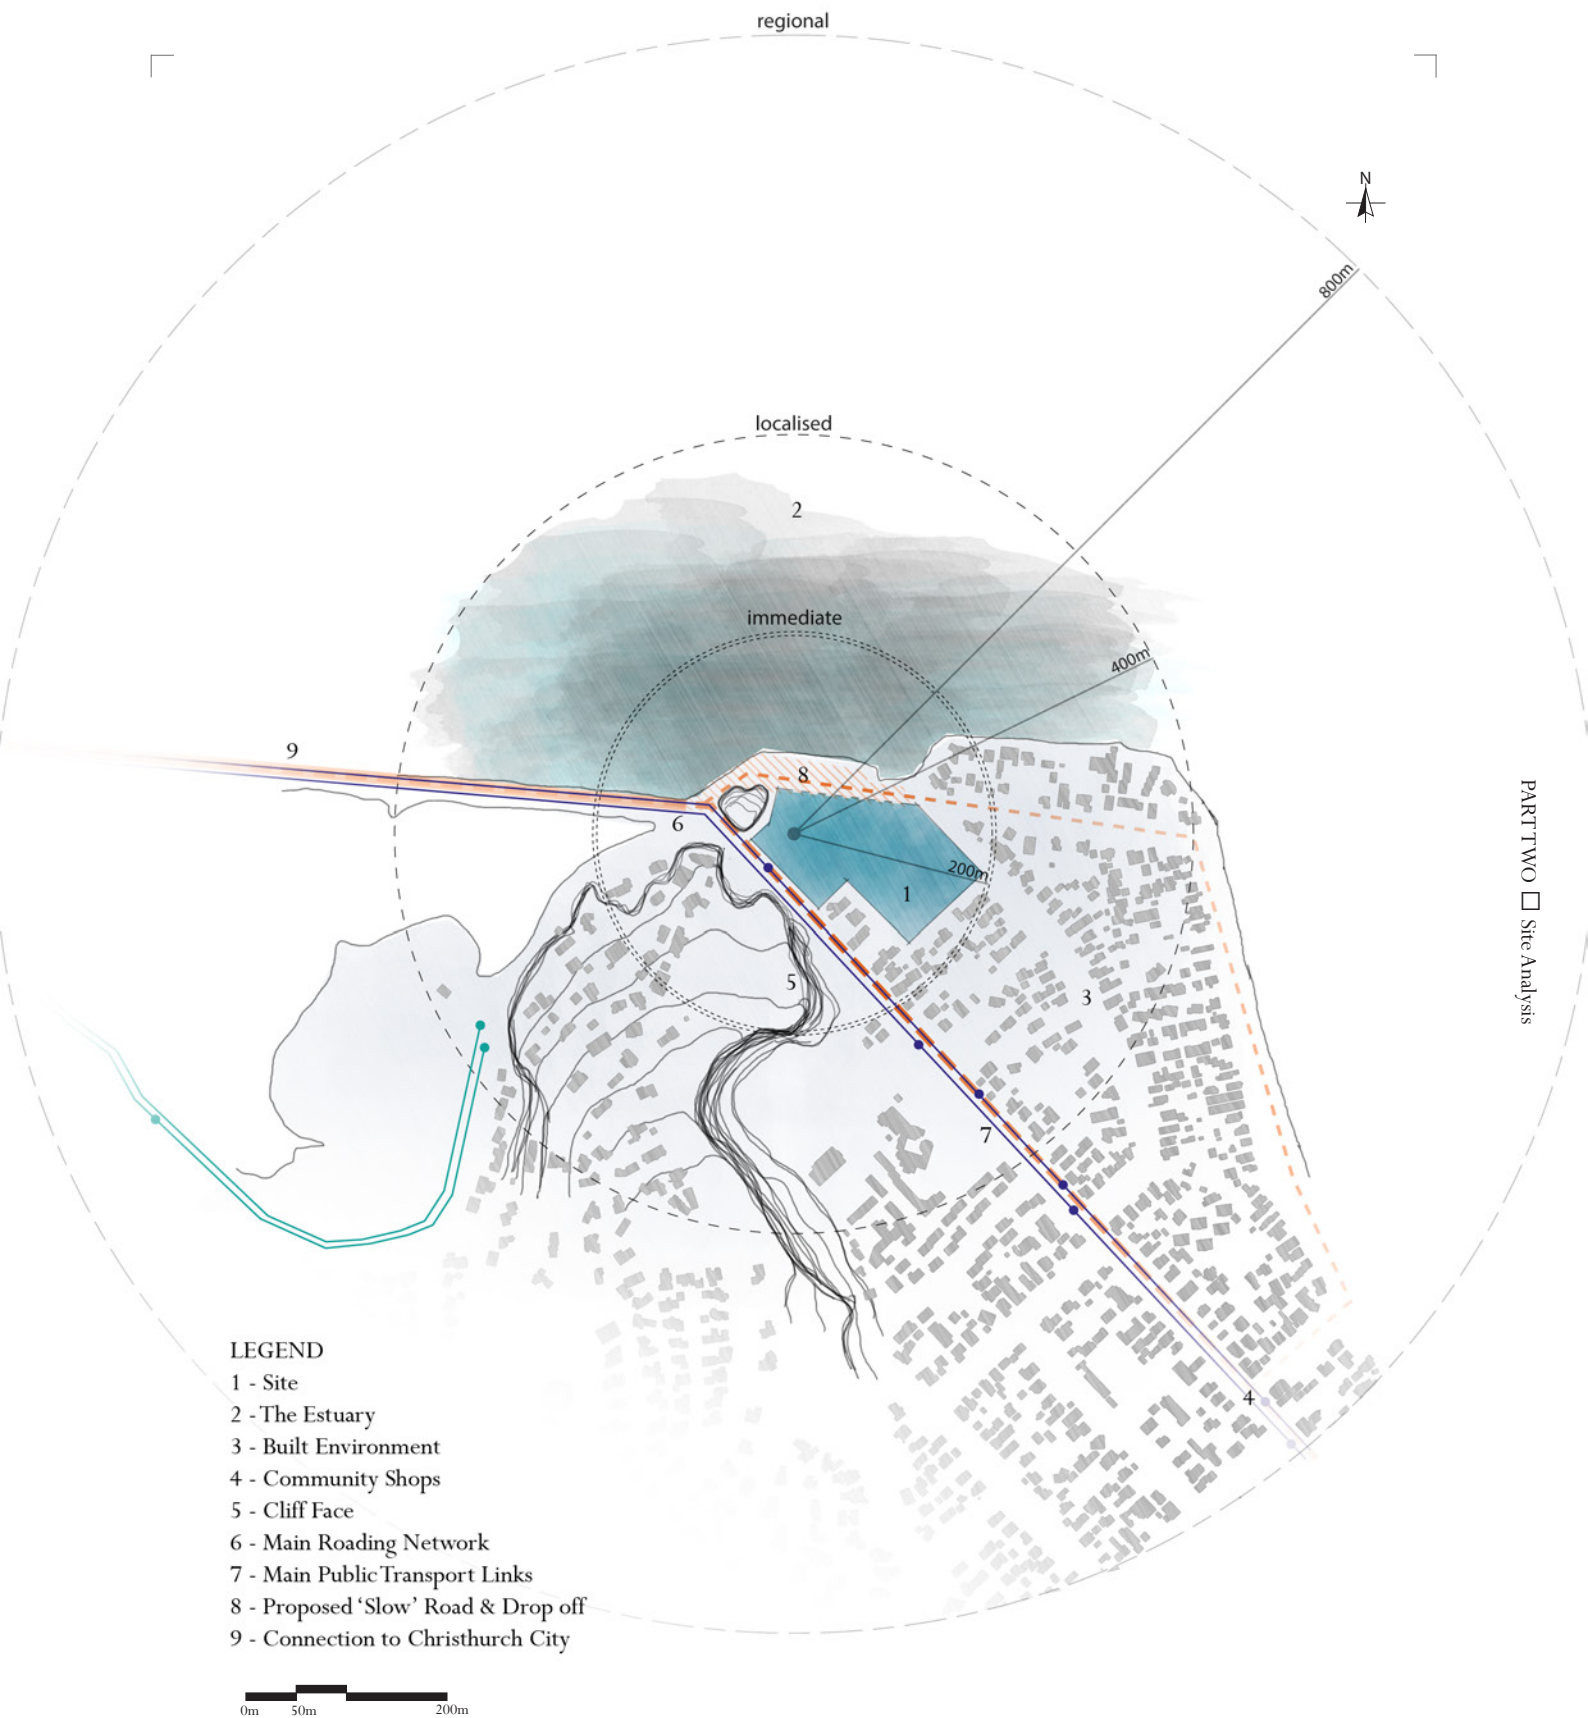 regional
N
800m
localised
2
immediate
400m
9
8
6
200m
1
PART TWO □ Site Analysis
5
3
7
4
LEGEND
1 - Site
2 - The Estuary
3 - Built Environment
4 - Community Shops
5 - Cliff Face
6 - Main Roading Network
7 - Main Public Transport Links
8 - Proposed ‘Slow’ Road & Drop off
9 - Connection to Christhurch City
0m 50m 200m